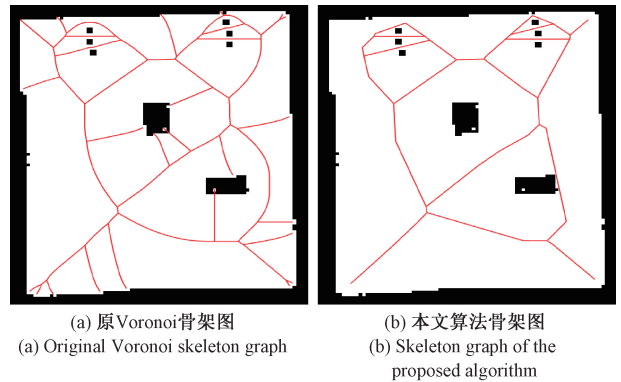 (a) 原Voronoi骨架图
(a) Original Voronoi skeleton graph
(b) 本文算法骨架图
(b) Skeleton graph of the
proposed algorithm